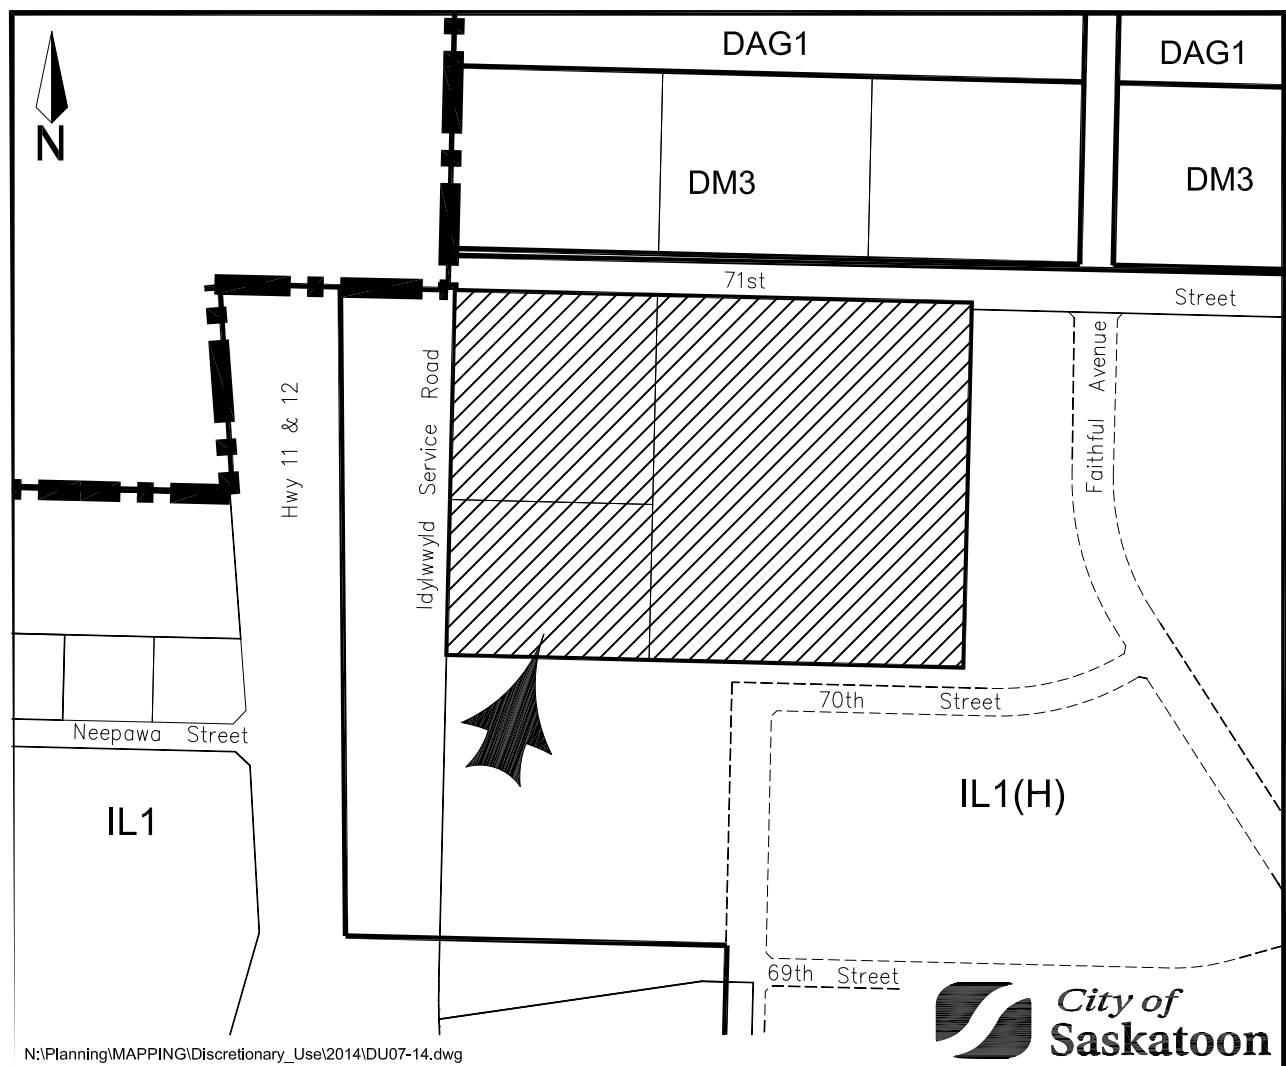 DAG1
DAG1
N
DM3
DM3
71st Street
Hwy 11 & 12
Idylwwyld Service Road
Faithful Avenue
70th Street
Neepawa Street
IL1(H)
IL1
69th Street
City of
Saskatoon
N:\Planning\MAPPING\Discretionary_Use\2014\DU07-14.dwg